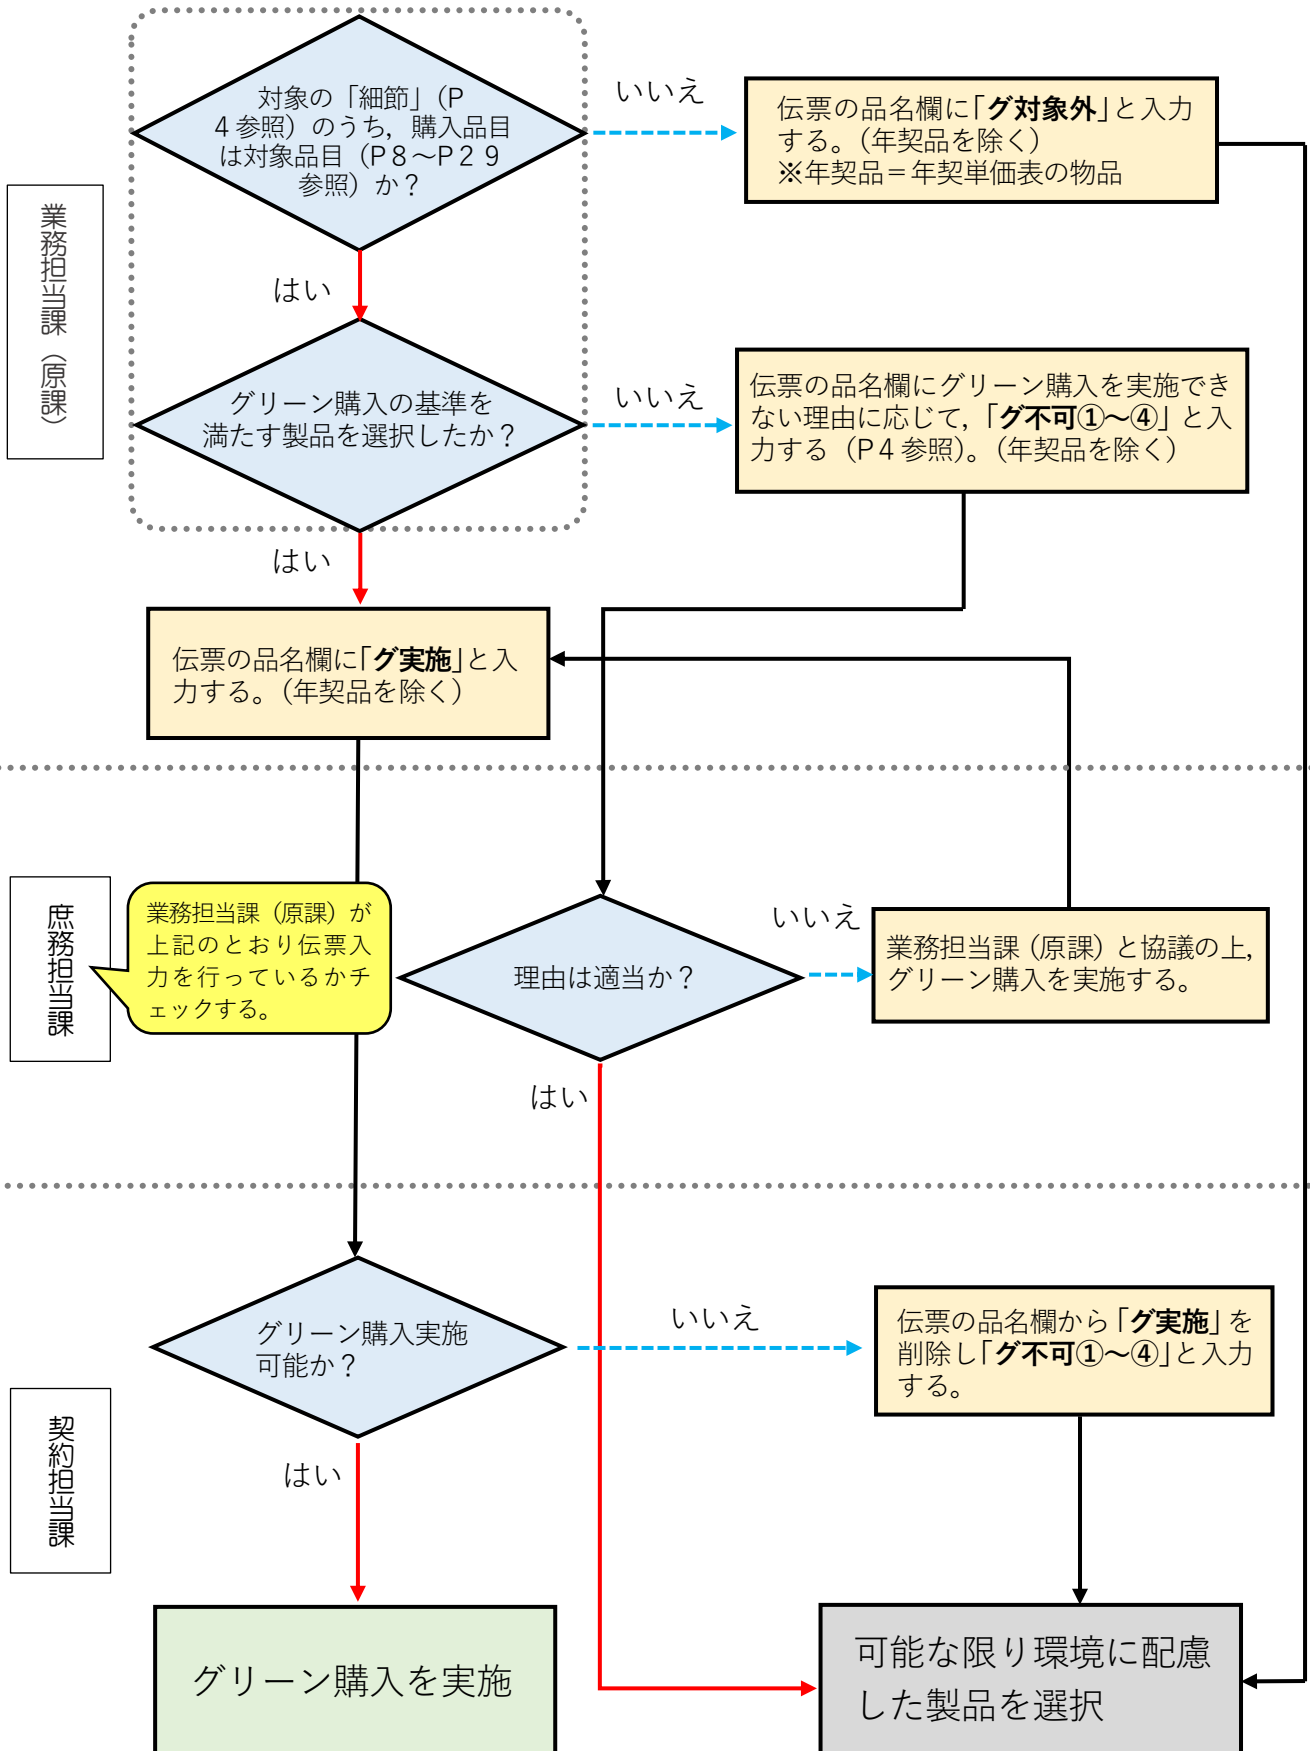 業務担当課（原課）
対象の「細節」（P
4参照）のうち，購入品目
は対象品目（P8～P29
参照）か？
いいえ
伝票の品名欄に「グ対象外」と入力
する。（年契品を除く）
※年契品＝年契単価表の物品
はい
グリーン購入の基準を
満たす製品を選択したか？
いいえ
伝票の品名欄にグリーン購入を実施でき
ない理由に応じて，「グ不可①～④」と入
力する（P4参照）。（年契品を除く）
はい
伝票の品名欄に「グ実施」と入
力する。（年契品を除く）
庶務担当課
業務担当課（原課）が
上記のとおり伝票入
力を行っているかチ
ェックする。
理由は適当か？
いいえ
業務担当課（原課）と協議の上，
グリーン購入を実施する。
はい
契約担当課
グリーン購入実施
可能か？
いいえ
伝票の品名欄から「グ実施」を
削除し「グ不可①～④」と入力
する。
はい
グリーン購入を実施
可能な限り環境に配慮
した製品を選択